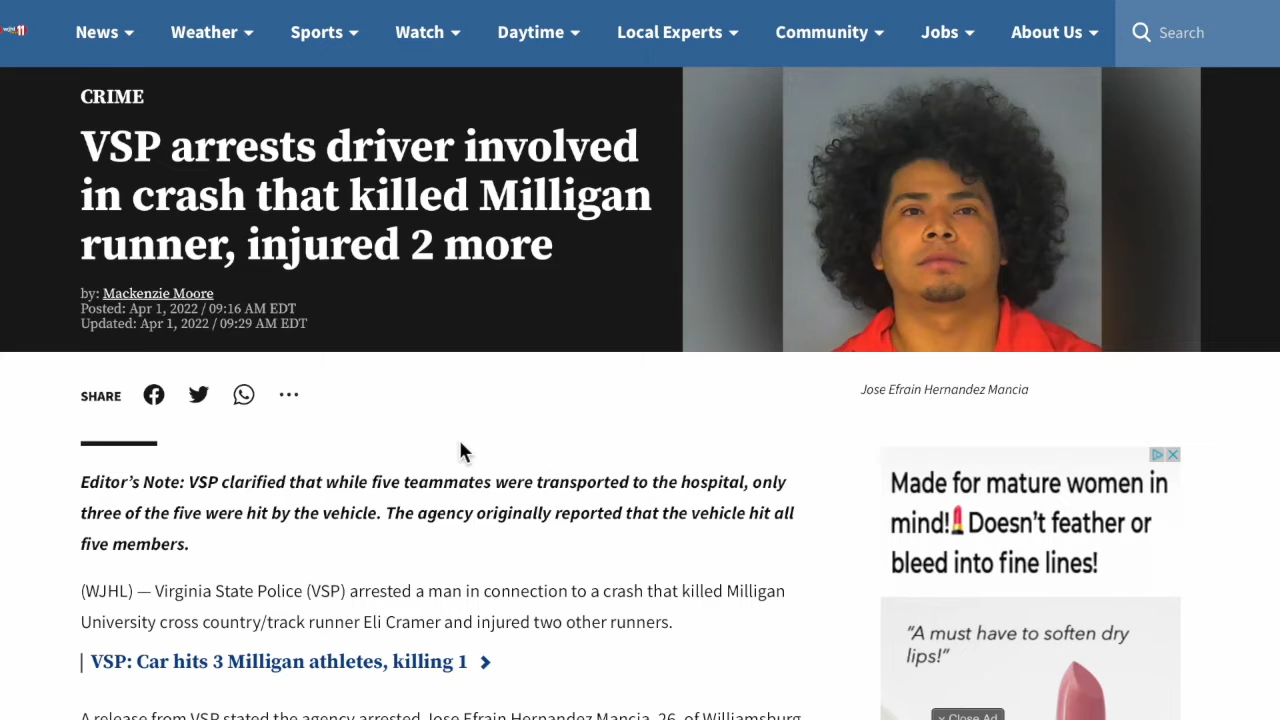 wjhl 11
News Weather Sports Watch Daytime Local Experts Community Jobs About Us Search
CRIME
VSP arrests driver involved
in crash that killed Milligan
runner, injured 2 more
by: Mackenzie Moore
Posted: Apr 1, 2022 / 09:16 AM EDT
Updated: Apr 1, 2022 / 09:29 AM EDT
SHARE
Jose Efrain Hernandez Mancia
Editor's Note: VSP clarified that while five teammates were transported to the hospital, only
three of the five were hit by the vehicle. The agency originally reported that the vehicle hit all
five members.
(WJHL) — Virginia State Police (VSP) arrested a man in connection to a crash that killed Milligan
University cross country/track runner Eli Cramer and injured two other runners.
| VSP: Car hits 3 Milligan athletes, killing 1
A release from VSP stated the agency arrested Jose Efrain Hernandez Mancia, 26, of Williamsburg
Made for mature women in
mind!💄Doesn't feather or
bleed into fine lines!
"A must have to soften dry
lips!"
Close Ad